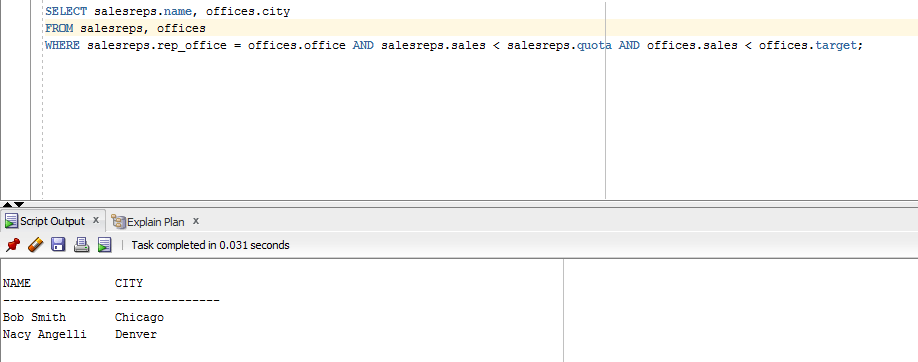 SELECT salesreps.name, offices.city
FROM salesreps, offices
WHERE salesreps.rep_office = offices.office AND salesreps.sales < salesreps.quota AND offices.sales < offices.target;
Script Output x Explain Plan x
Task completed in 0.031 seconds
NAME CITY
--------------- ---------------
Bob Smith Chicago
Nacy Angelli Denver